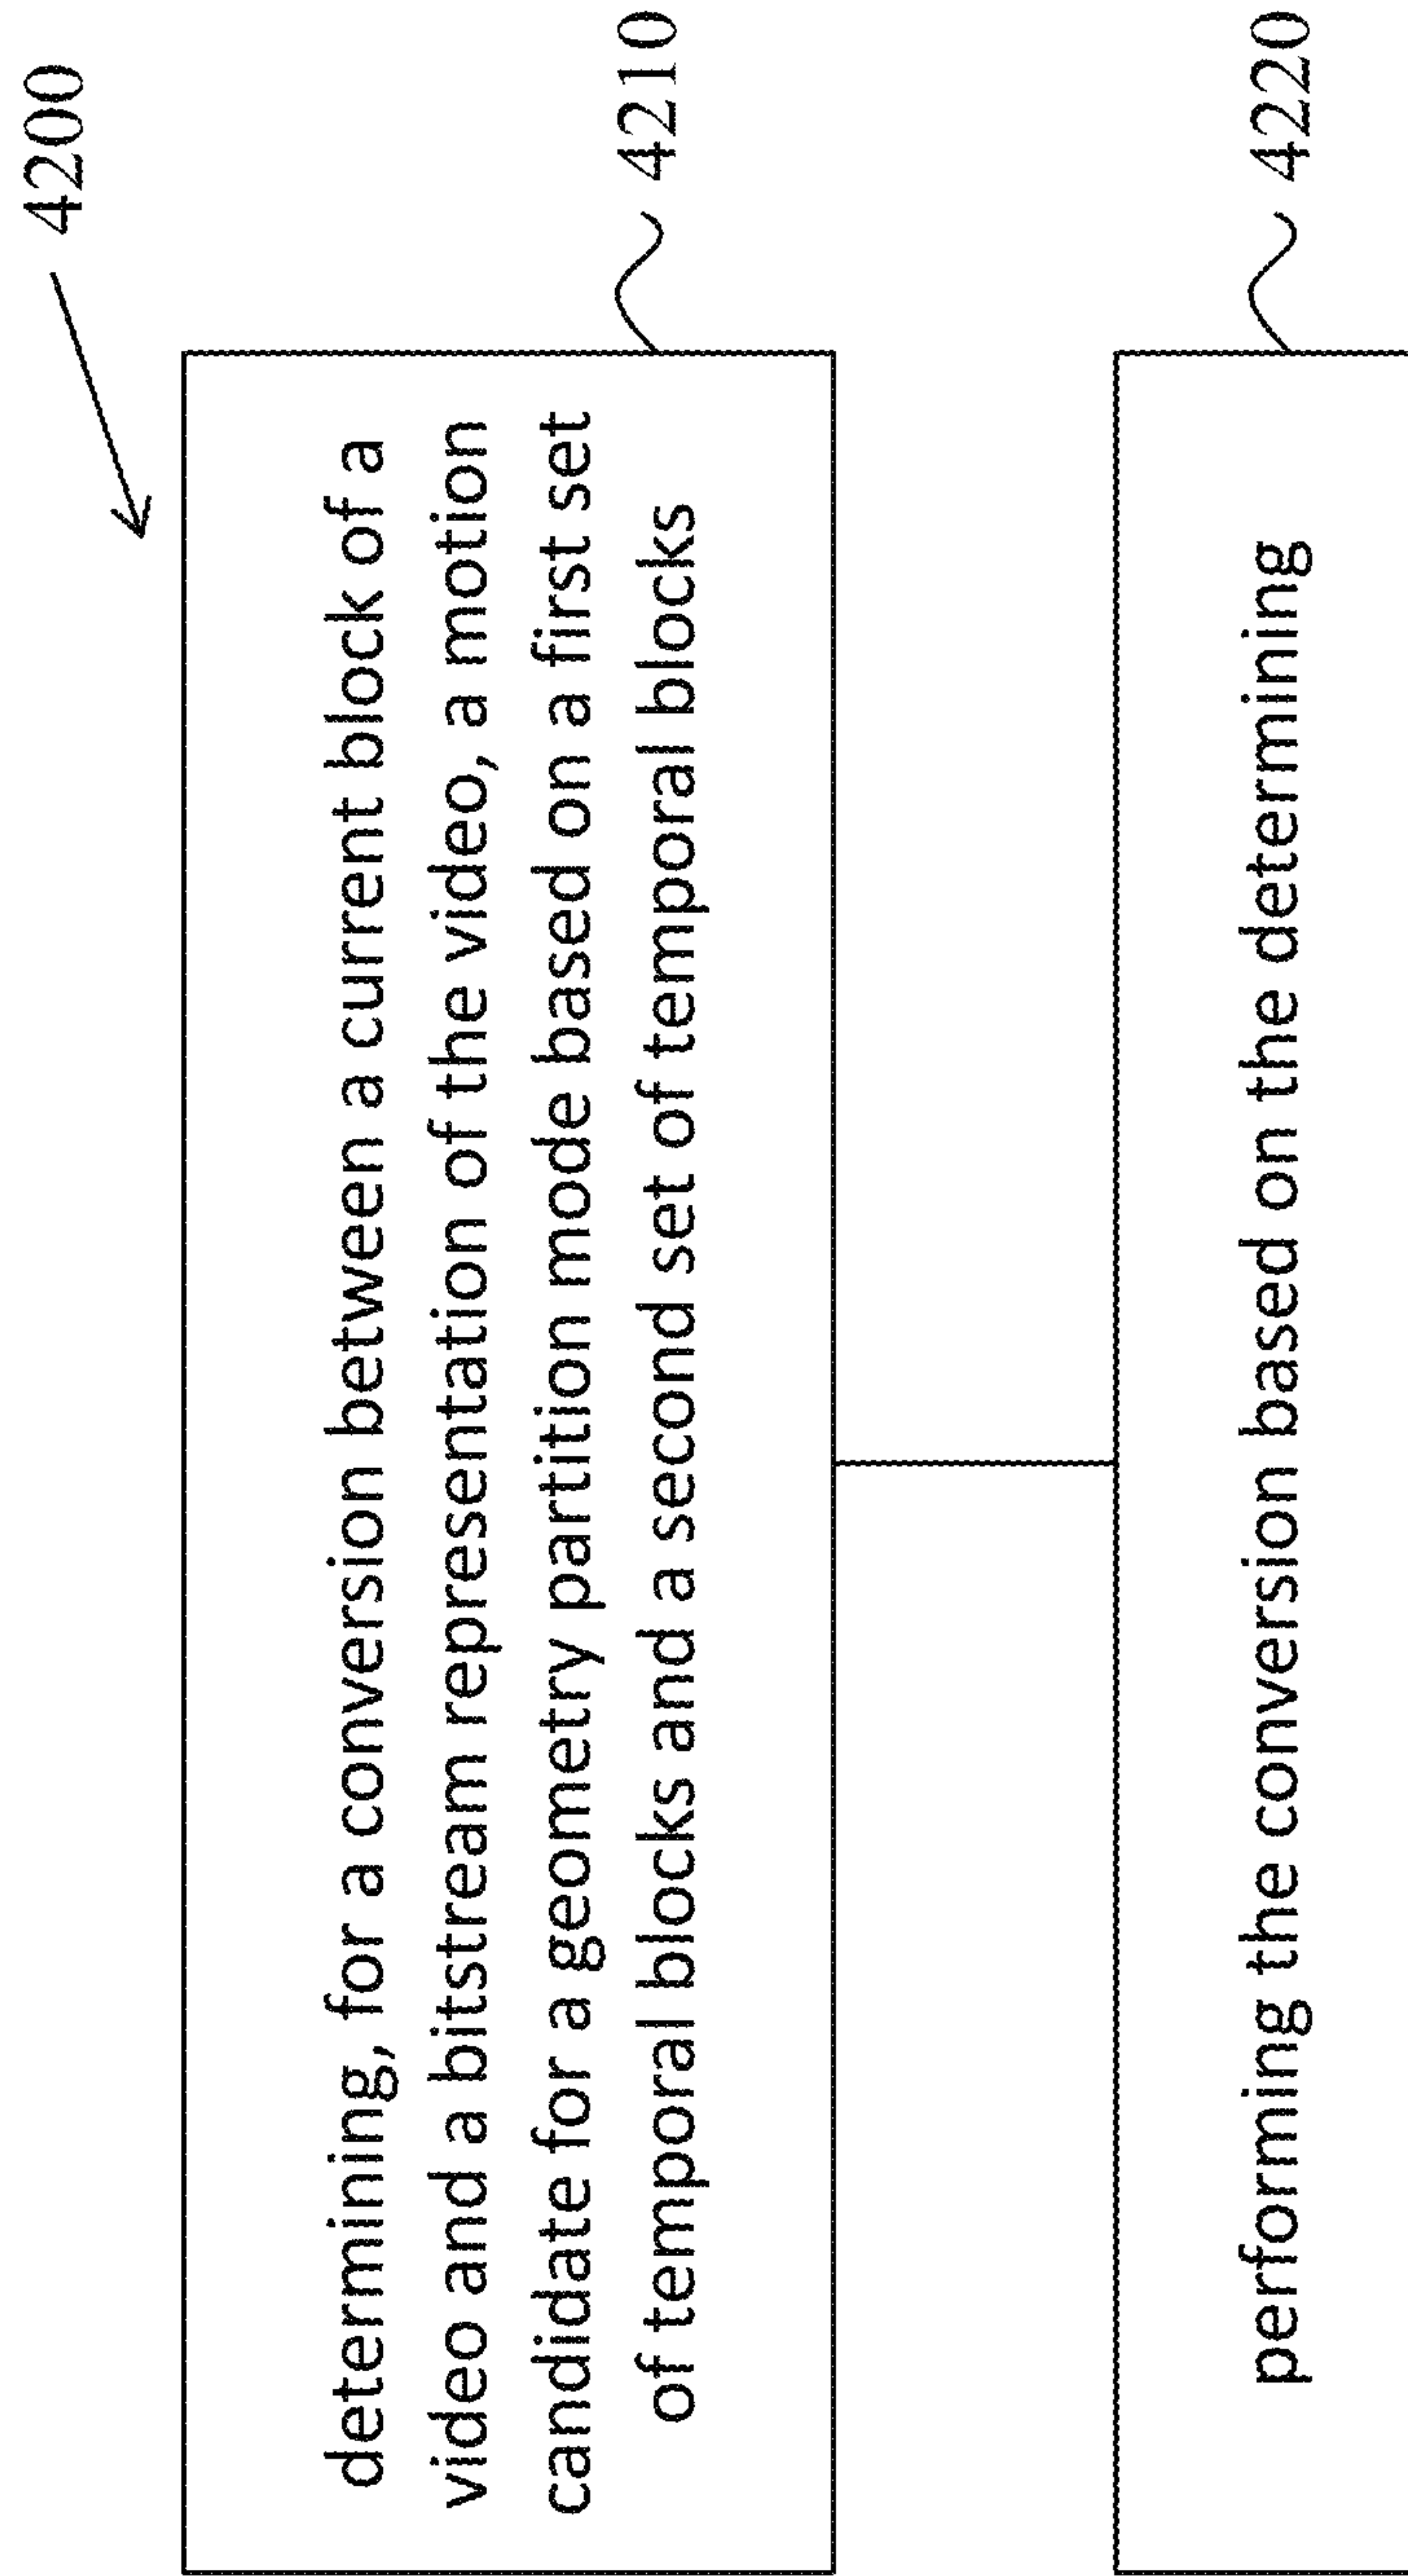 4200
determining, for a conversion between a current block of a
video and a bitstream representation of the video, a motion
candidate for a geometry partition mode based on a first set
of temporal blocks and a second set of temporal blocks
4210
performing the conversion based on the determining
4220